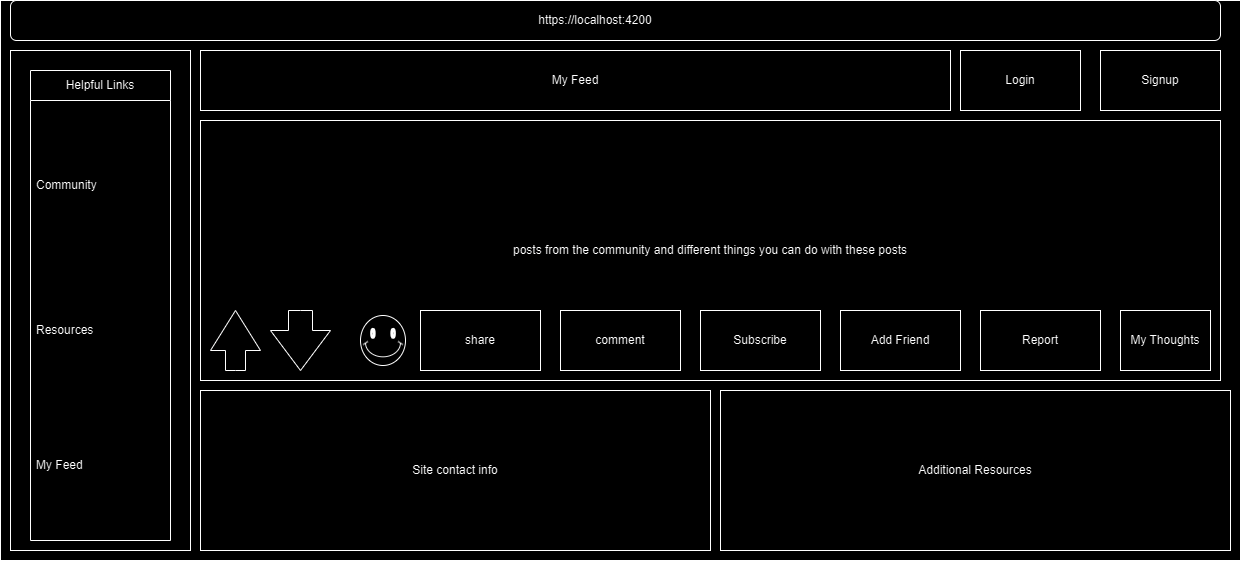 https://localhost:4200
Helpful Links
Community
Resources
My Feed
My Feed
Login
Signup
posts from the community and different things you can do with these posts
share
comment
Subscribe
Add Friend
Report
My Thoughts
Site contact info
Additional Resources